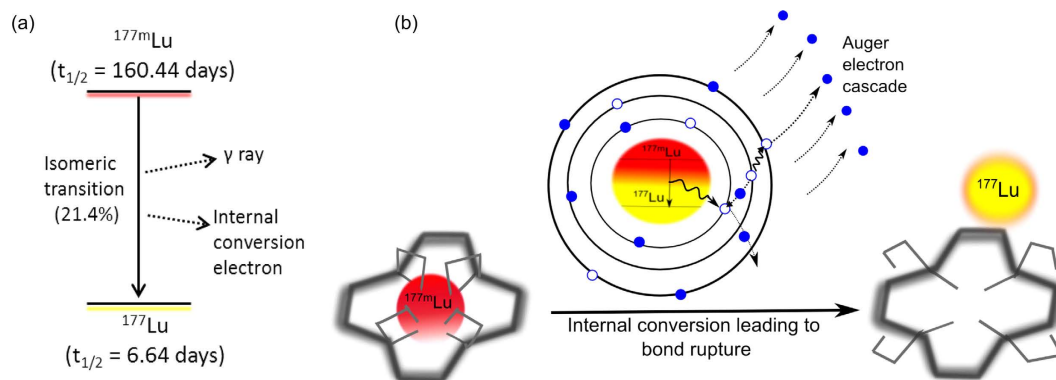 (a)
¹⁷⁷ᵐLu
(t₁/₂ = 160.44 days)
Isomeric
transition
(21.4%)
γ ray
Internal
conversion
electron
¹⁷⁷Lu
(t₁/₂ = 6.64 days)
(b)
Auger
electron
cascade
¹⁷⁷ᵐLu
¹⁷⁷Lu
¹⁷⁷ᵐLu
Internal conversion leading to
bond rupture
¹⁷⁷Lu